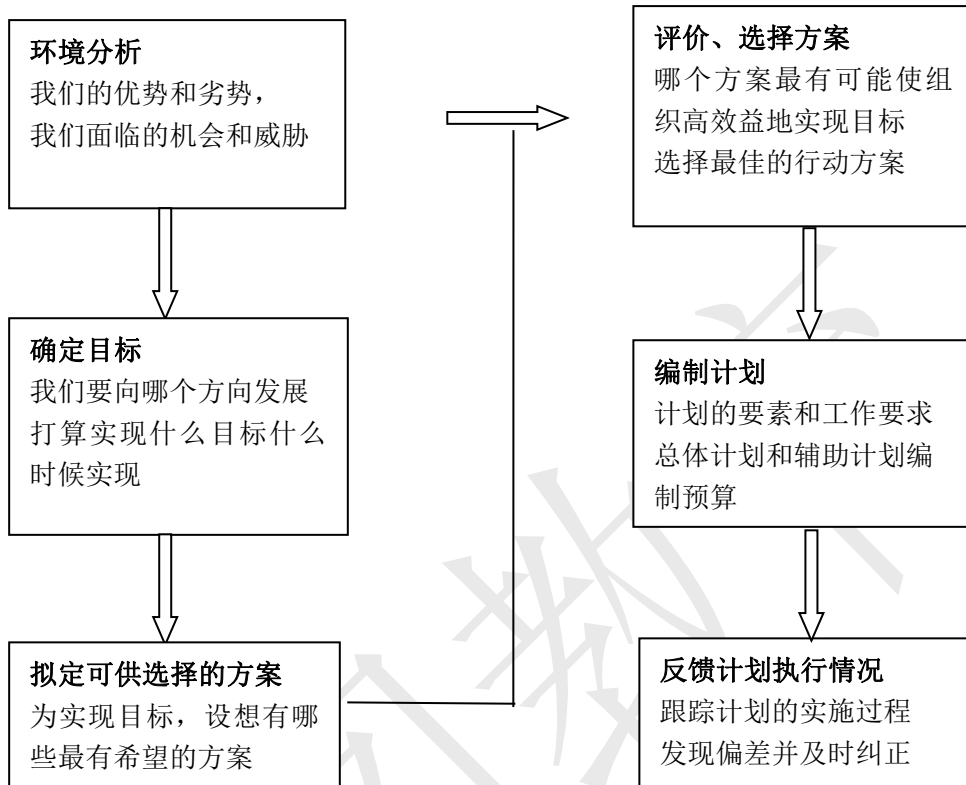 环境分析
我们的优势和劣势，
我们面临的机会和威胁
确定目标
我们要向哪个方向发展
打算实现什么目标什么
时候实现
拟定可供选择的方案
为实现目标，设想有哪
些最有希望的方案
评价、选择方案
哪个方案最有可能使组
织高效益地实现目标
选择最佳的行动方案
编制计划
计划的要素和工作要求
总体计划和辅助计划编
制预算
反馈计划执行情况
跟踪计划的实施过程
发现偏差并及时纠正